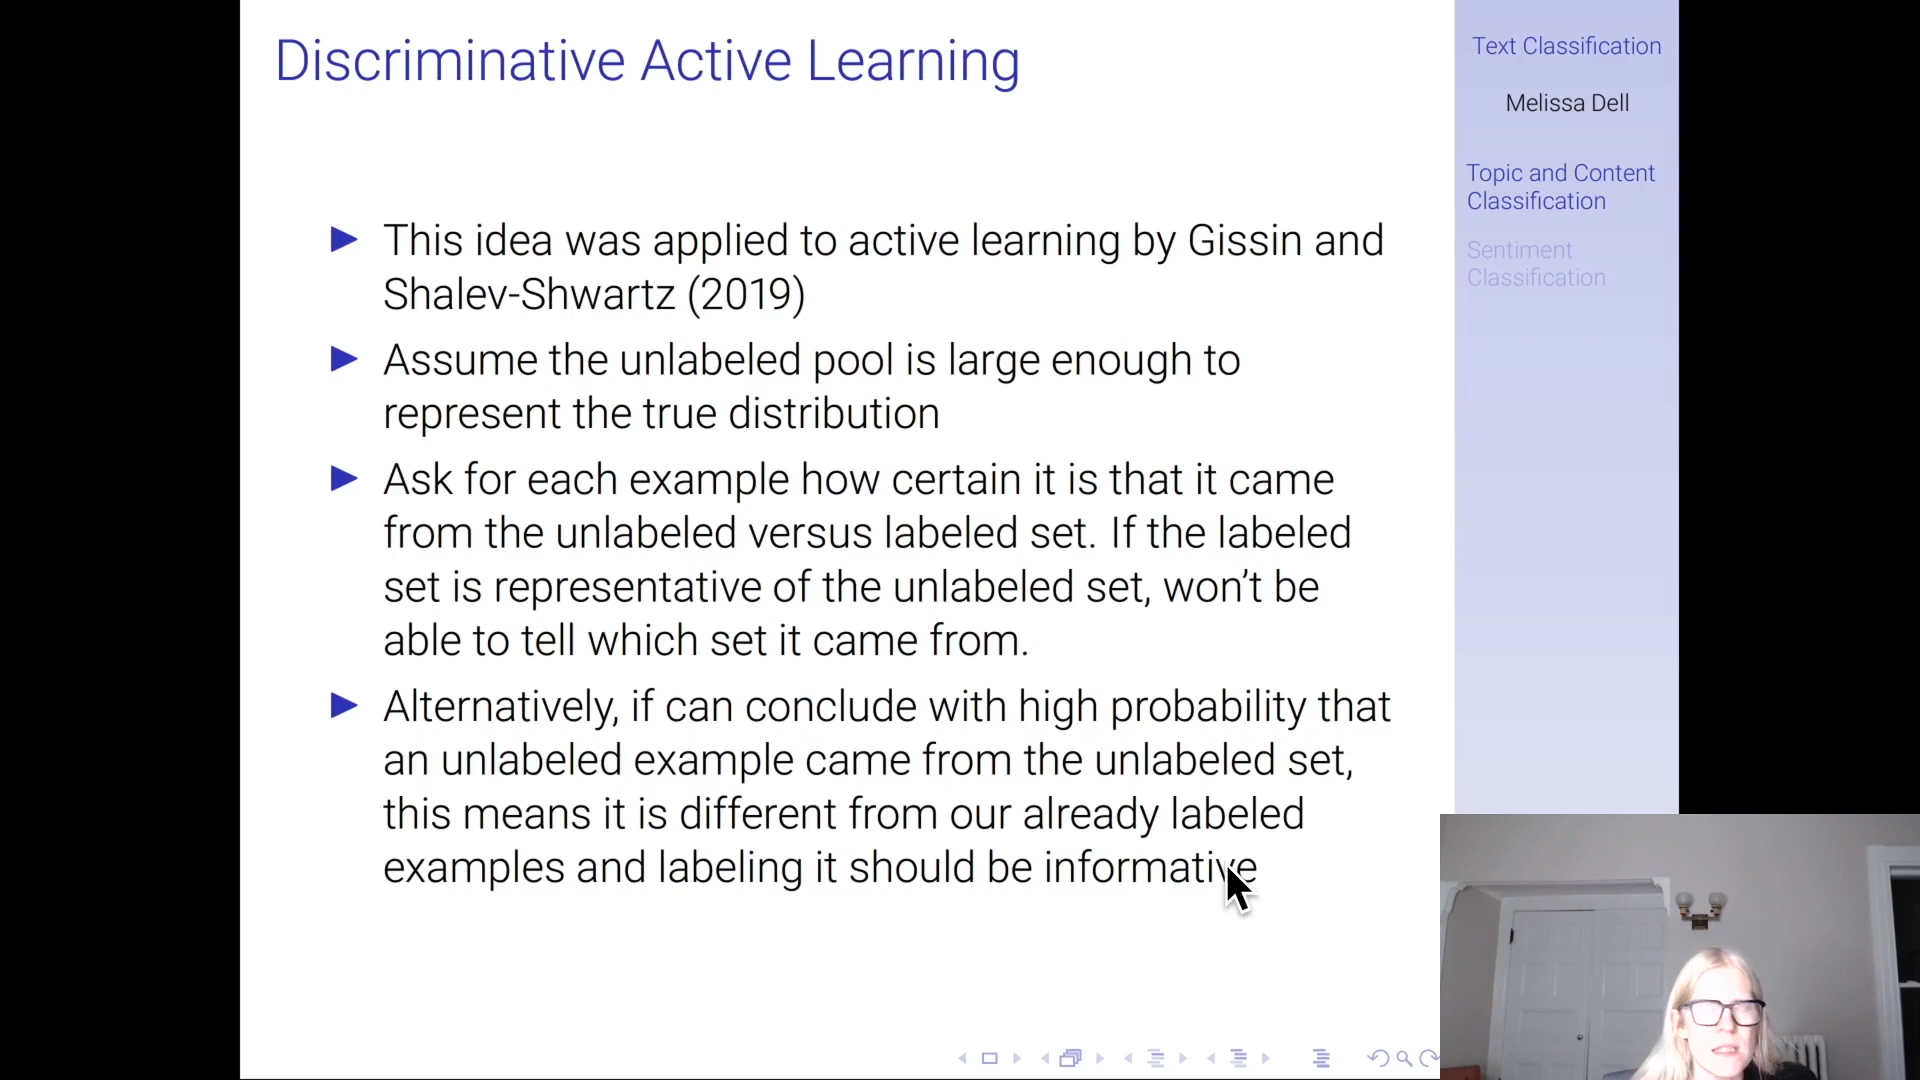 Discriminative Active Learning
This idea was applied to active learning by Gissin and
Shalev-Shwartz (2019)
Assume the unlabeled pool is large enough to
represent the true distribution
Ask for each example how certain it is that it came
from the unlabeled versus labeled set. If the labeled
set is representative of the unlabeled set, won't be
able to tell which set it came from.
Alternatively, if can conclude with high probability that
an unlabeled example came from the unlabeled set,
this means it is different from our already labeled
examples and labeling it should be informative
Text Classification
Melissa Dell
Topic and Content
Classification
Sentiment
Classification